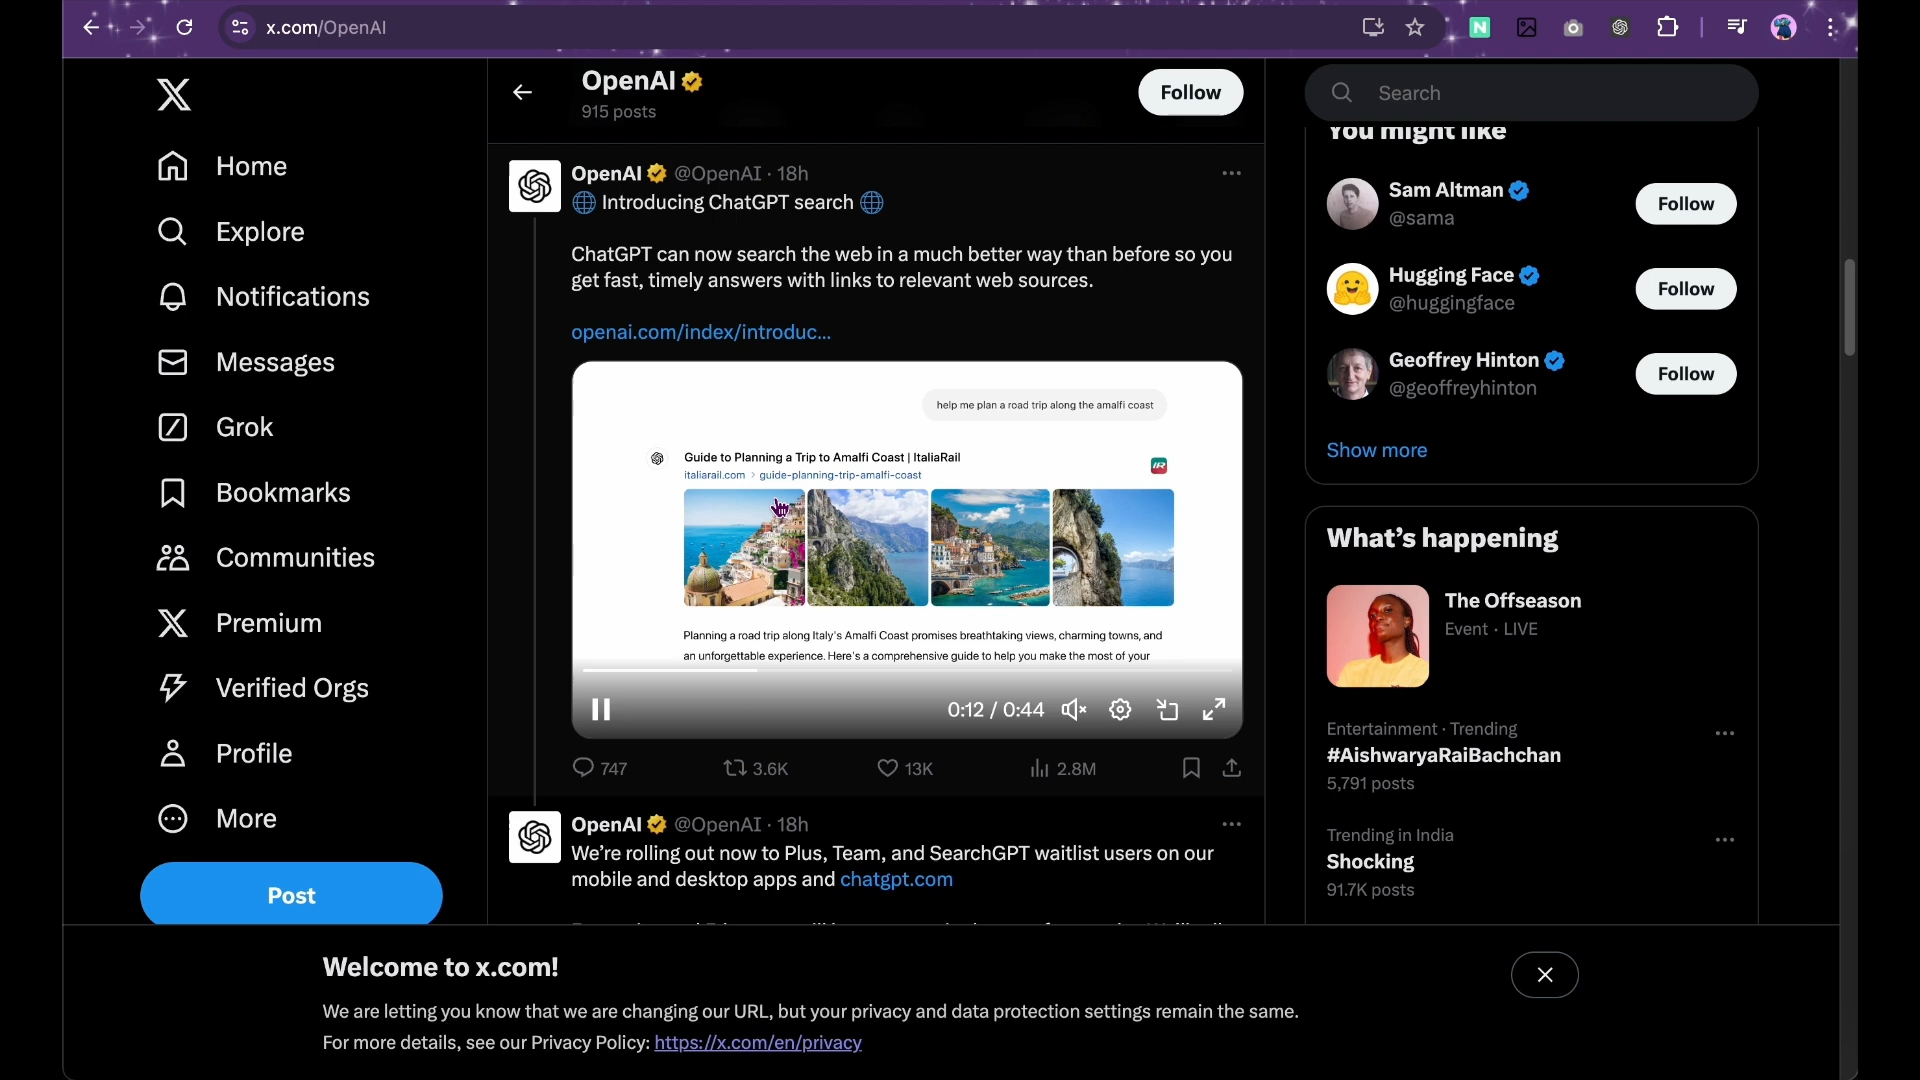 x.com/OpenAI
OpenAI
915 posts
Follow
Search
Home
Explore
Notifications
Messages
Grok
Bookmarks
Communities
Premium
Verified Orgs
Profile
More
Post
OpenAI @OpenAI · 18h
Introducing ChatGPT search
ChatGPT can now search the web in a much better way than before so you
get fast, timely answers with links to relevant web sources.
openai.com/index/introduc...
help me plan a road trip along the amalfi coast
Guide to Planning a Trip to Amalfi Coast | ItaliaRail
italiarail.com > guide-planning-trip-amalfi-coast
IR
Planning a road trip along Italy's Amalfi Coast promises breathtaking views, charming towns, and
an unforgettable experience. Here's a comprehensive guide to help you make the most of your
0:12 / 0:44
747
3.6K
13K
2.8M
OpenAI @OpenAI · 18h
We're rolling out now to Plus, Team, and SearchGPT waitlist users on our
mobile and desktop apps and chatgpt.com
You might like
Sam Altman
@sama
Follow
Hugging Face
@huggingface
Follow
Geoffrey Hinton
@geoffreyhinton
Follow
Show more
What's happening
The Offseason
Event · LIVE
Entertainment · Trending
#AishwaryaRaiBachchan
5,791 posts
Trending in India
Shocking
91.7K posts
Welcome to x.com!
We are letting you know that we are changing our URL, but your privacy and data protection settings remain the same.
For more details, see our Privacy Policy: https://x.com/en/privacy